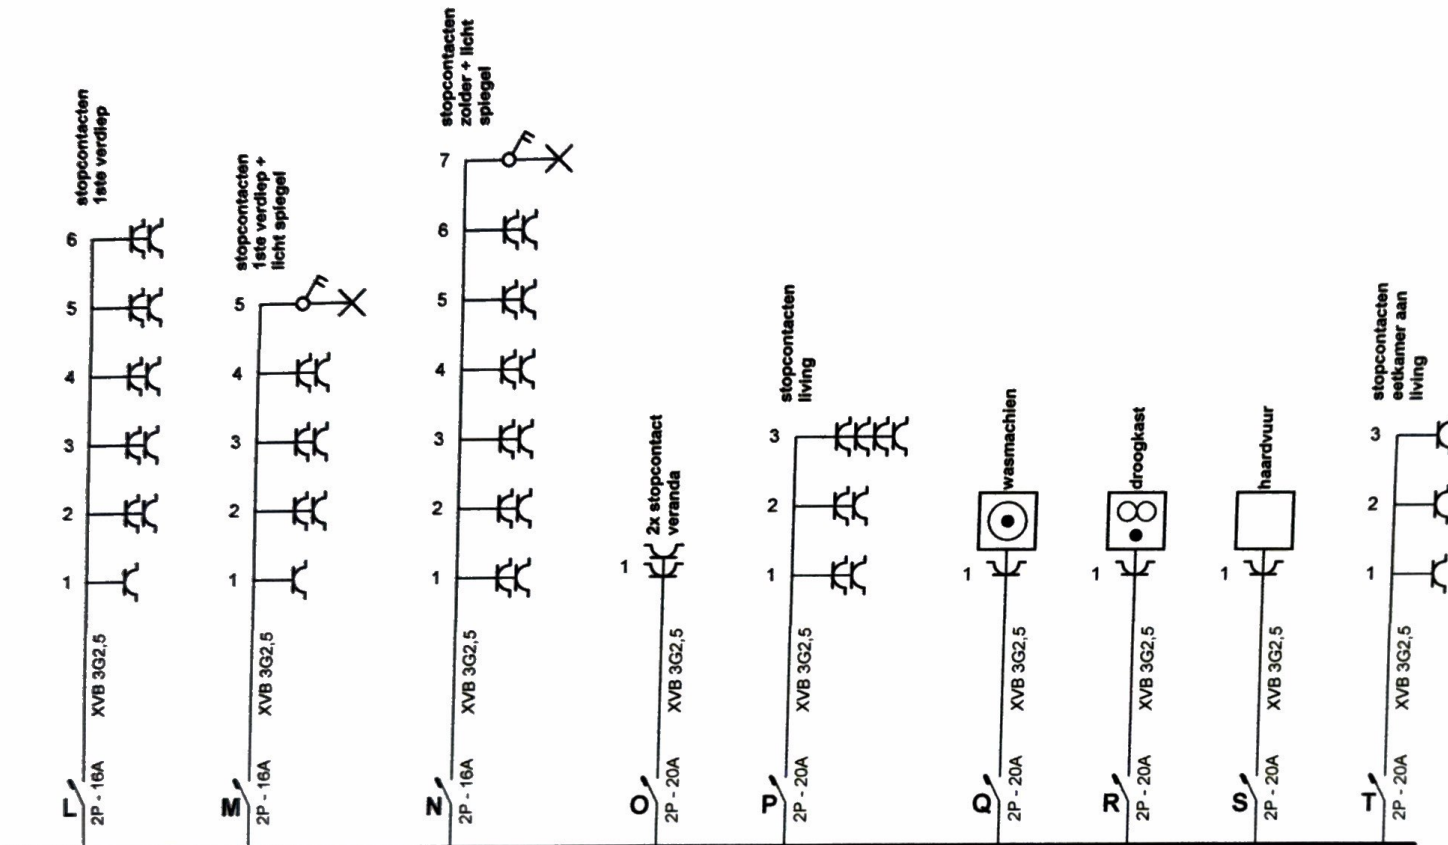 stopcontacten
1ste verdiep
6
5
4
3
2
1
XVB 3G2,5
L
2P - 16A
stopcontacten
1ste verdiep +
licht spiegel
5
4
3
2
1
XVB 3G2,5
M
2P - 16A
stopcontacten
zolder + licht
spiegel
7
6
5
4
3
2
1
XVB 3G2,5
N
2P - 16A
2x stopcontact
veranda
1
XVB 3G2,5
O
2P - 20A
stopcontacten
living
3
2
1
XVB 3G2,5
P
2P - 20A
wasmachien
1
XVB 3G2,5
Q
2P - 20A
droogkast
1
XVB 3G2,5
R
2P - 20A
haardvuur
1
XVB 3G2,5
S
2P - 20A
stopcontacten
eetkamer aan
living
3
2
1
XVB 3G2,5
T
2P - 20A